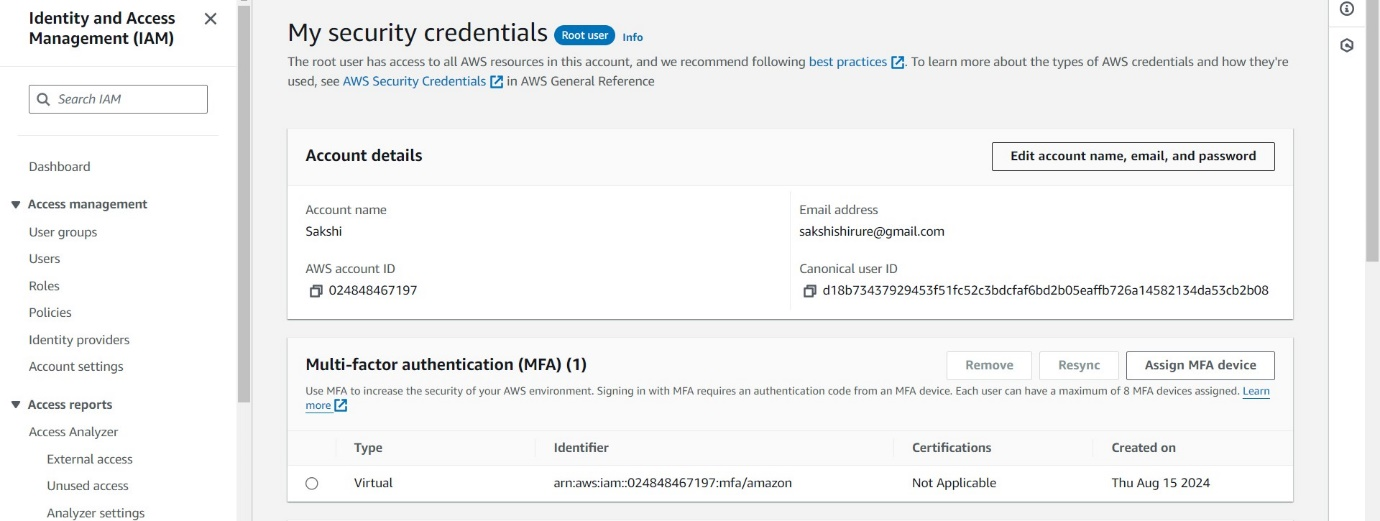 Identity and Access
Management (IAM)
Search IAM
Dashboard
Access management
User groups
Users
Roles
Policies
Identity providers
Account settings
Access reports
Access Analyzer
External access
Unused access
Analyzer settings
My security credentials Root user Info
The root user has access to all AWS resources in this account, and we recommend following best practices. To learn more about the types of AWS credentials and how they're
used, see AWS Security Credentials in AWS General Reference
Account details
Edit account name, email, and password
Account name
Sakshi
Email address
sakshishirure@gmail.com
AWS account ID
024848467197
Canonical user ID
d18b73437929453f51fc52c3bdcfaf6bd2b05eaffb726a14582134da53cb2b08
Multi-factor authentication (MFA) (1)
Remove Resync Assign MFA device
Use MFA to increase the security of your AWS environment. Signing in with MFA requires an authentication code from an MFA device. Each user can have a maximum of 8 MFA devices assigned. Learn
more
Type Identifier Certifications Created on
Virtual arn:aws:iam::024848467197:mfa/amazon Not Applicable Thu Aug 15 2024